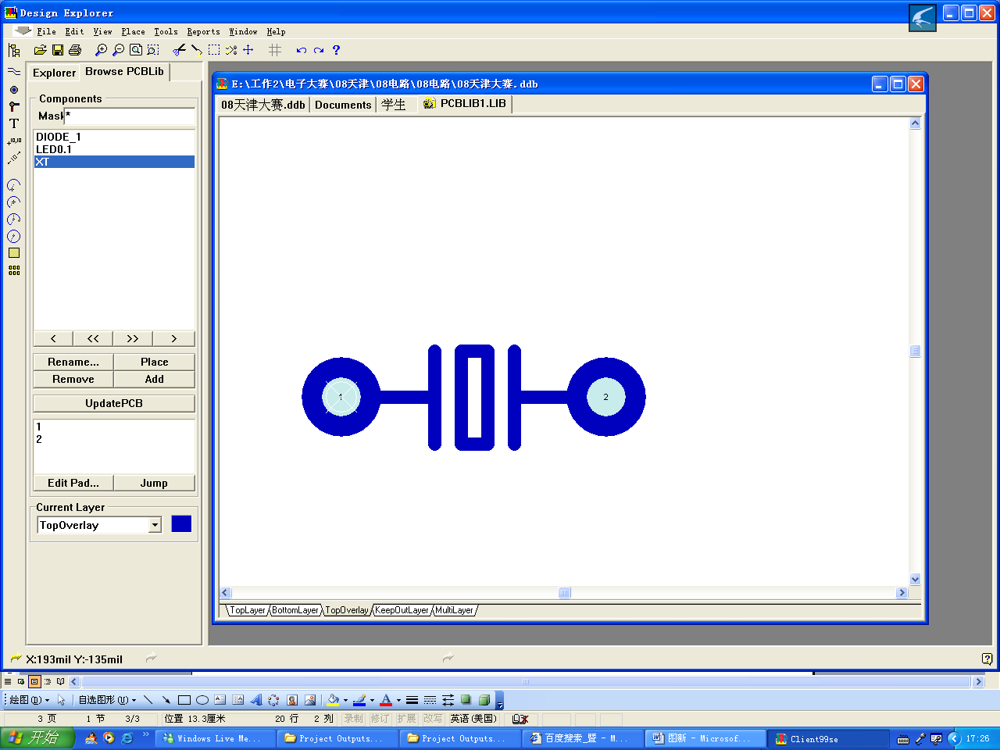 Design Explorer
File Edit View Place Tools Reports Window Help
Explorer Browse PCBLib
Components
Mask *
DIODE_1
LED0.1
XT
< << >> >
Rename... Place
Remove Add
UpdatePCB
1
2
Edit Pad... Jump
Current Layer
TopOverlay
E:\工作2\电子大赛\08天津\08电路\08电路\08天津大赛.ddb
08天津大赛.ddb Documents 学生 PCBLIB1.LIB
1 2
TopLayer BottomLayer TopOverlay KeepOutLayer MultiLayer
X:193mil Y:-135mil
绘图(D) 自选图形(U)
3 页 1 节 3/3 位置 13.3厘米 20 行 2 列 录制 修订 扩展 改写 英语(美国)
开始 Windows Live Me... Project Outputs... Project Outputs... 百度搜索_暨 - M... 图新 - Microsof... Client99se 17:26